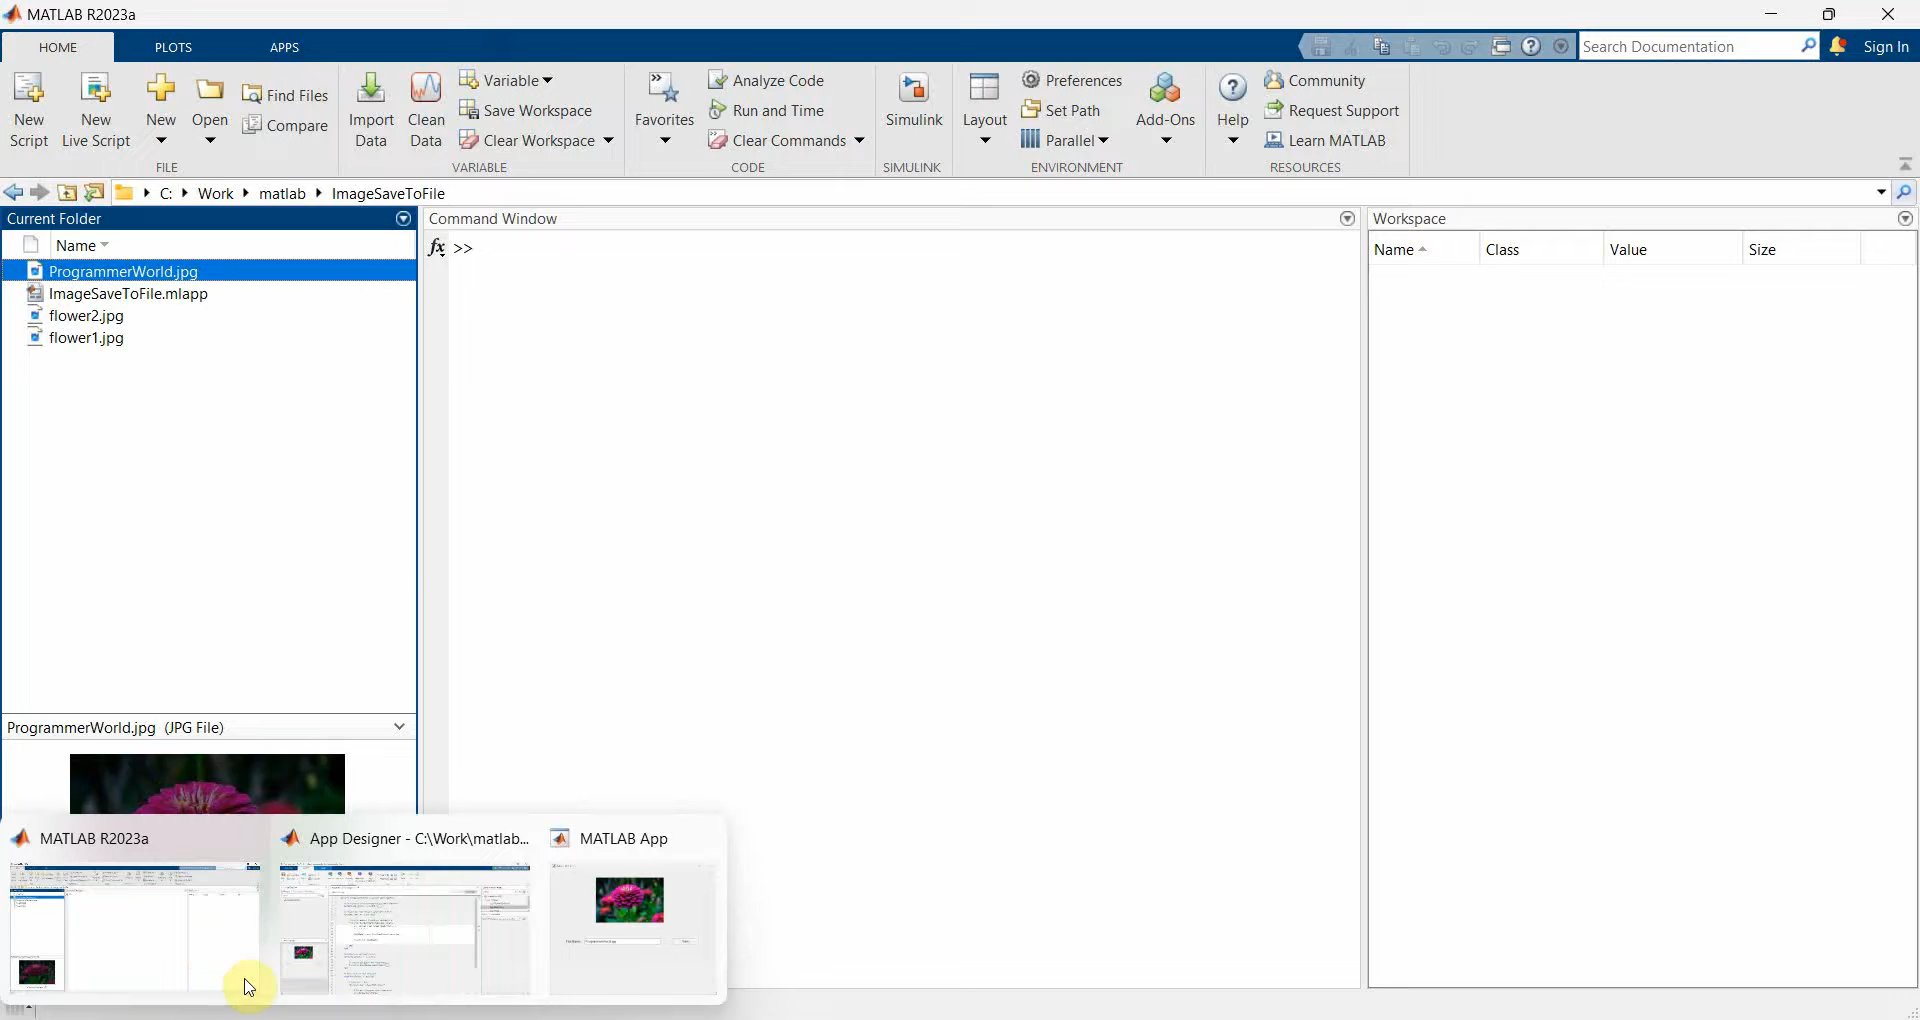 MATLAB R2023a
HOME
PLOTS
APPS
Search Documentation
Sign In
New Script
New Live Script
New
Open
Find Files
Compare
FILE
Import Data
Clean Data
Variable
Save Workspace
Clear Workspace
VARIABLE
Favorites
Analyze Code
Run and Time
Clear Commands
CODE
Simulink
SIMULINK
Layout
Preferences
Set Path
Parallel
ENVIRONMENT
Add-Ons
Help
Community
Request Support
Learn MATLAB
RESOURCES
C: Work matlab ImageSaveToFile
Current Folder
Name
ProgrammerWorld.jpg
ImageSaveToFile.mlapp
flower2.jpg
flower1.jpg
Command Window
fx >>
Workspace
Name Class Value Size
ProgrammerWorld.jpg (JPG File)
MATLAB R2023a
App Designer - C:\Work\matlab...
MATLAB App